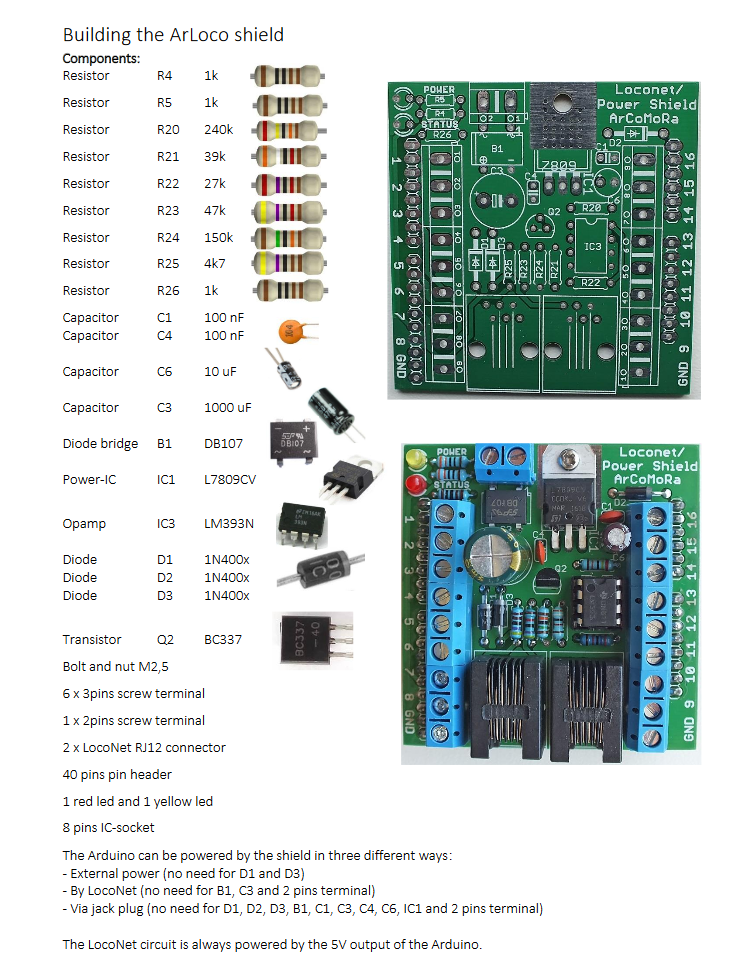 Building the ArLoco shield
Components:
Resistor R4 1k
Resistor R5 1k
Resistor R20 240k
Resistor R21 39k
Resistor R22 27k
Resistor R23 47k
Resistor R24 150k
Resistor R25 4k7
Resistor R26 1k
Capacitor C1 100 nF
Capacitor C4 100 nF
Capacitor C6 10 uF
Capacitor C3 1000 uF
Diode bridge B1 DB107
Power-IC IC1 L7809CV
Opamp IC3 LM393N
Diode D1 1N400x
Diode D2 1N400x
Diode D3 1N400x
Transistor Q2 BC337
Bolt and nut M2,5
6 x 3pins screw terminal
1 x 2pins screw terminal
2 x LocoNet RJ12 connector
40 pins pin header
1 red led and 1 yellow led
8 pins IC-socket
The Arduino can be powered by the shield in three different ways:
- External power (no need for D1 and D3)
- By LocoNet (no need for B1, C3 and 2 pins terminal)
- Via jack plug (no need for D1, D2, D3, B1, C1, C3, C4, C6, IC1 and 2 pins terminal)
The LocoNet circuit is always powered by the 5V output of the Arduino.
DB107
BC337
-40
POWER
R5
R4
STATUS
R26
Loconet/
Power Shield
ArCoMoRa
D2
B1
7809
C3
C6
Q2
R20
IC3
R22
R25
R23
R24
R21
1
2
3
4
5
6
7
8
GND
16
15
14
13
12
11
10
9
GND
POWER
STATUS
Loconet/
Power Shield
ArCoMoRa
L7809CV
DB107
Q2
1
2
3
4
5
6
7
8
GND
16
15
14
13
12
11
10
9
GND